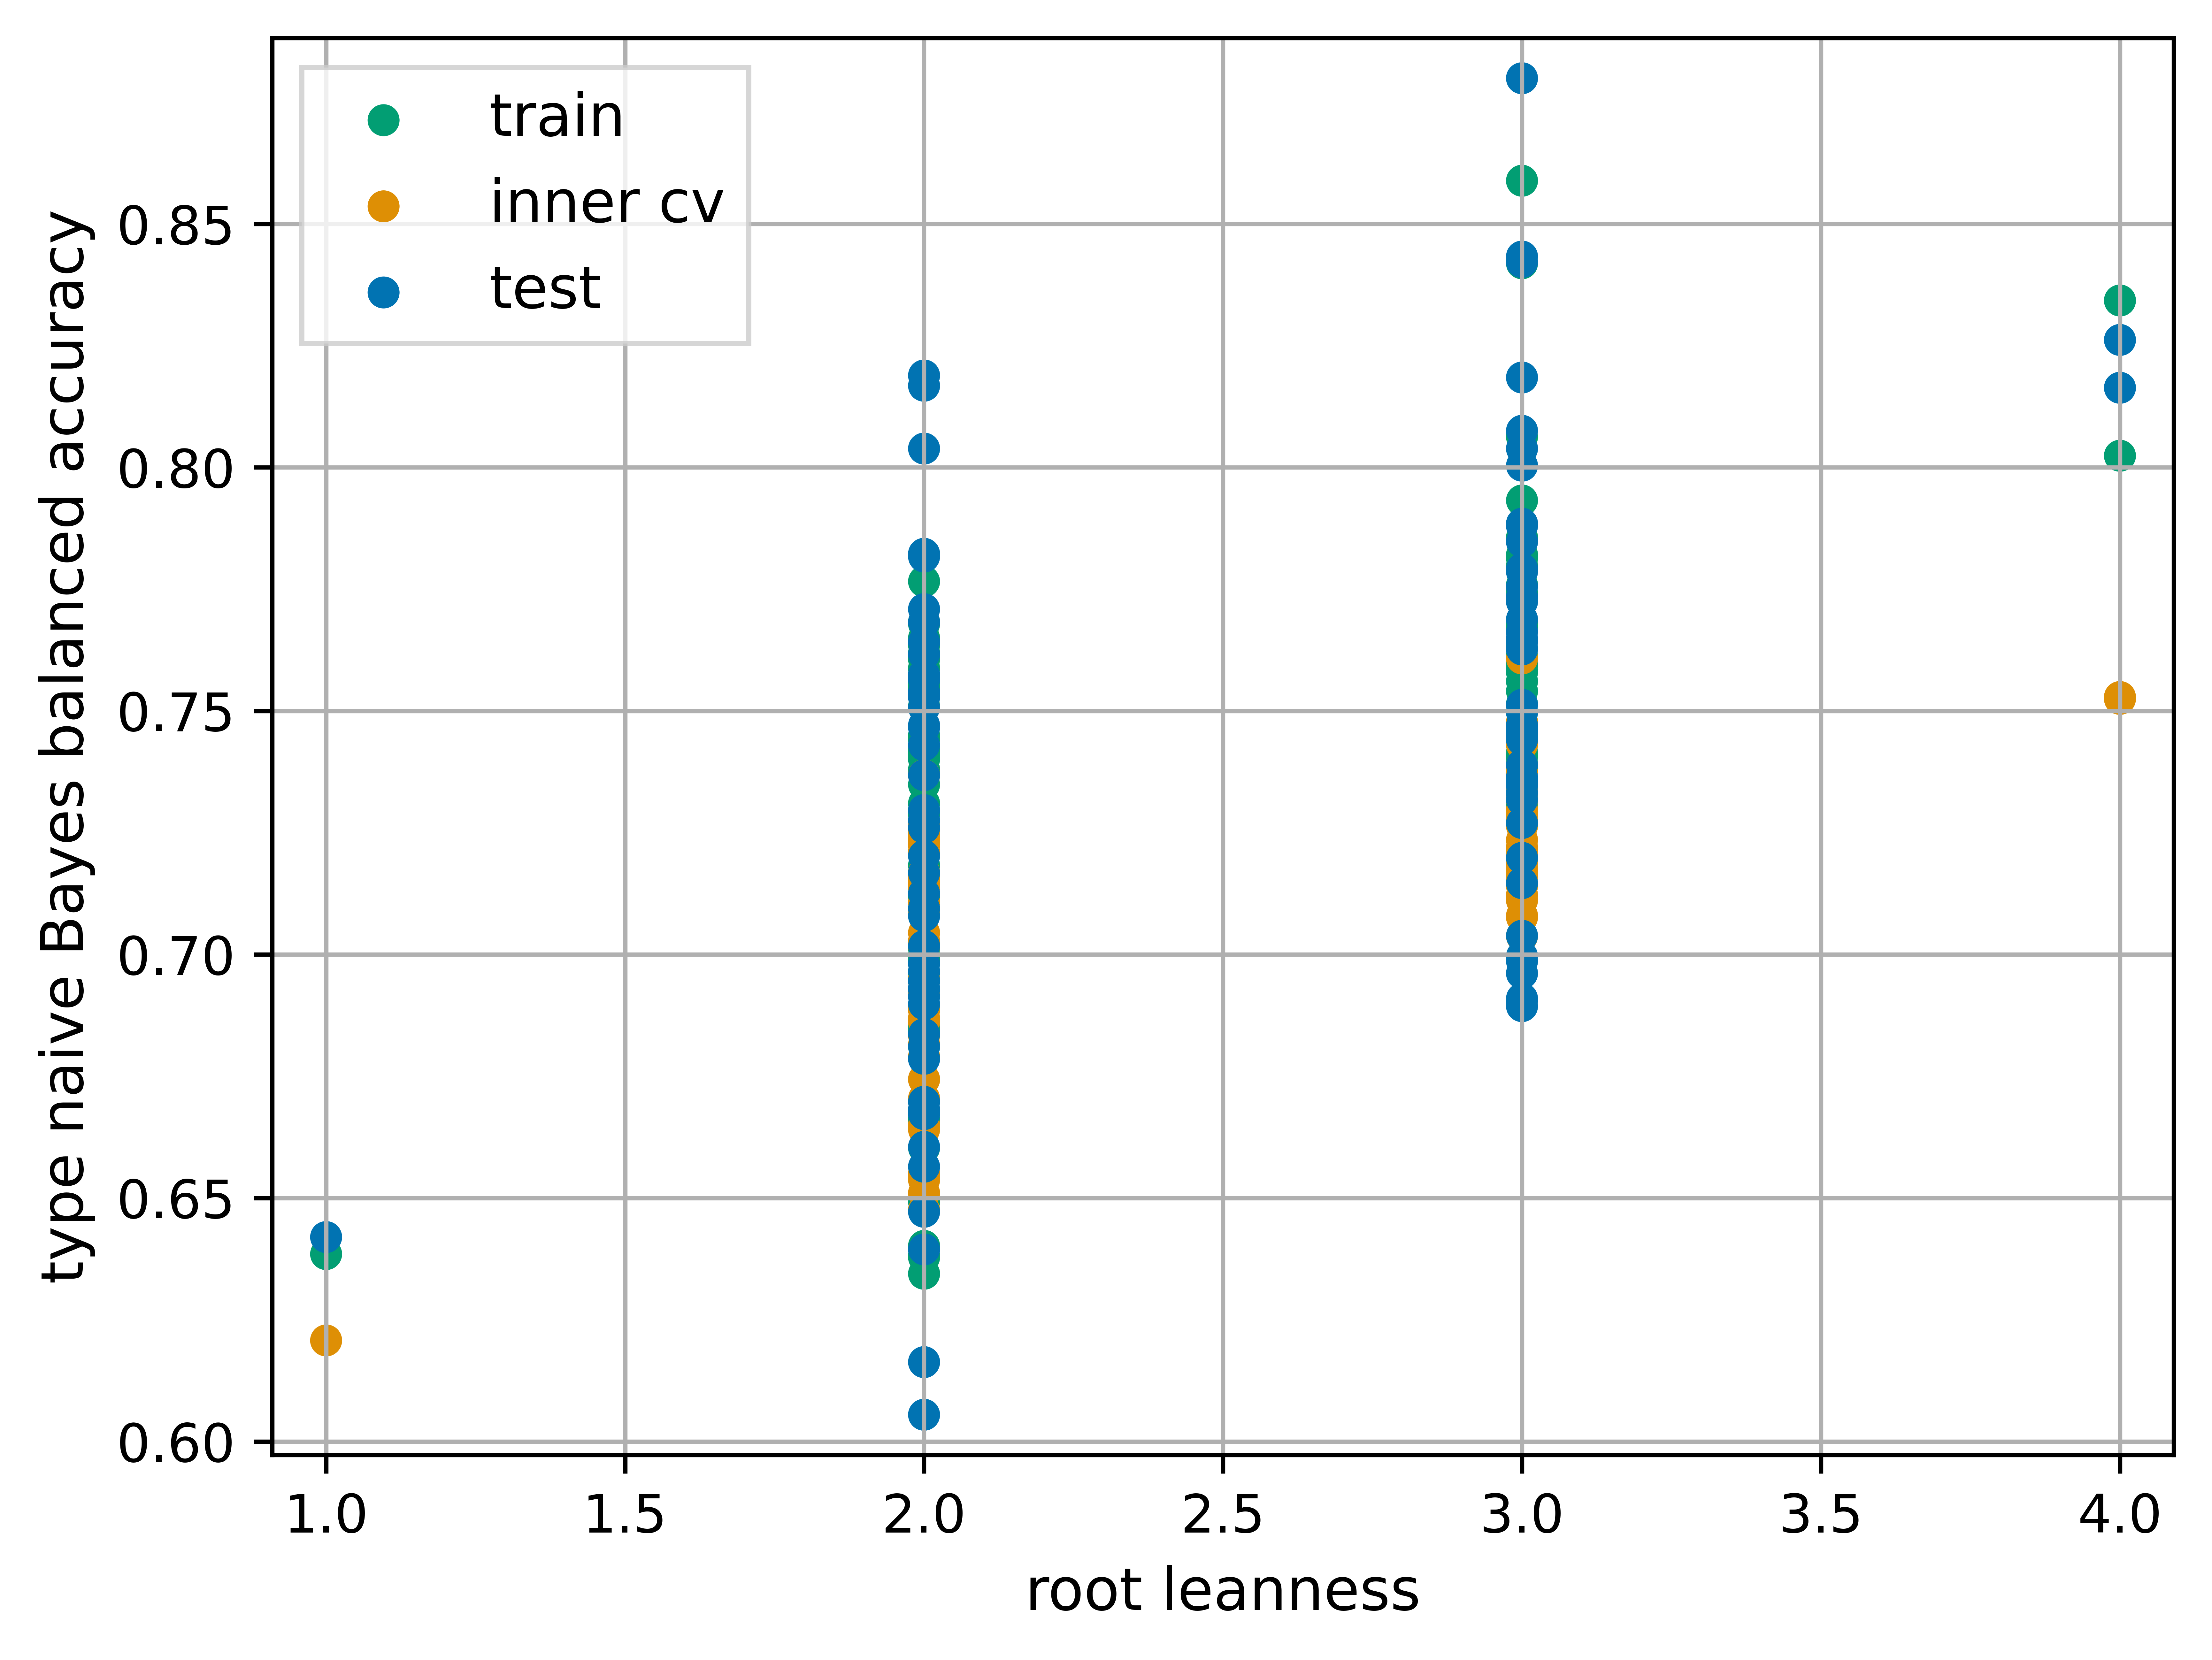 train
inner cv
test
0.85
0.80
0.75
0.70
0.65
0.60
type naive Bayes balanced accuracy
1.0 1.5 2.0 2.5 3.0 3.5 4.0
root leanness